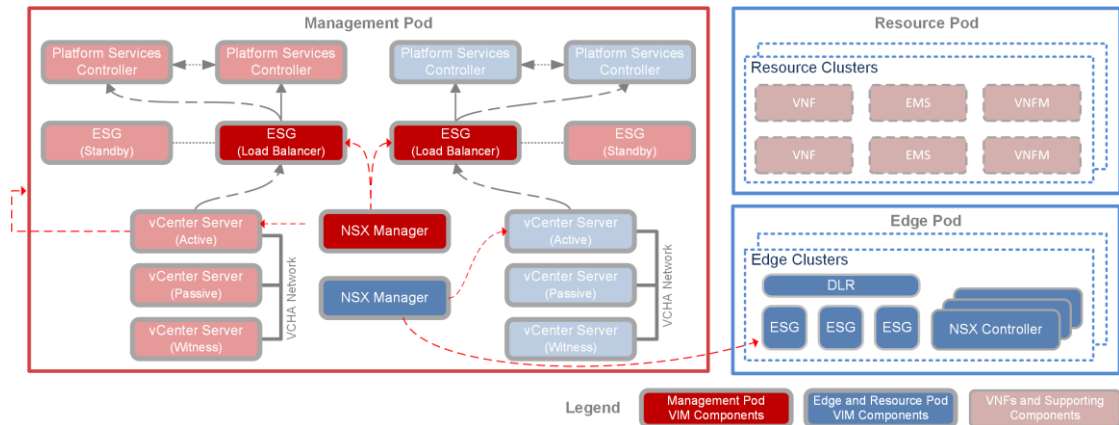 Management Pod
Platform Services
Controller
Platform Services
Controller
Platform Services
Controller
Platform Services
Controller
ESG
(Standby)
ESG
(Load Balancer)
ESG
(Load Balancer)
ESG
(Standby)
vCenter Server
(Active)
NSX Manager
vCenter Server
(Active)
vCenter Server
(Passive)
NSX Manager
vCenter Server
(Passive)
vCenter Server
(Witness)
vCenter Server
(Witness)
VCHA Network
VCHA Network
Resource Pod
Resource Clusters
VNF
EMS
VNFM
VNF
EMS
VNFM
Edge Pod
Edge Clusters
DLR
ESG
ESG
ESG
NSX Controller
Legend
Management Pod
VIM Components
Edge and Resource Pod
VIM Components
VNFs and Supporting
Components